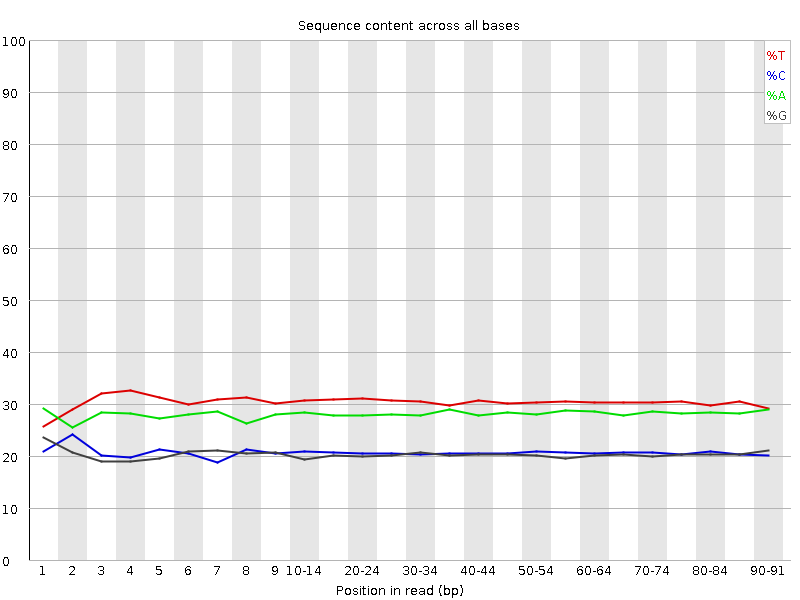 Sequence content across all bases
100
90
80
70
60
50
40
30
20
10
0
%T
%C
%A
%G
1 2 3 4 5 6 7 8 9 10-14 20-24 30-34 40-44 50-54 60-64 70-74 80-84 90-91
Position in read (bp)